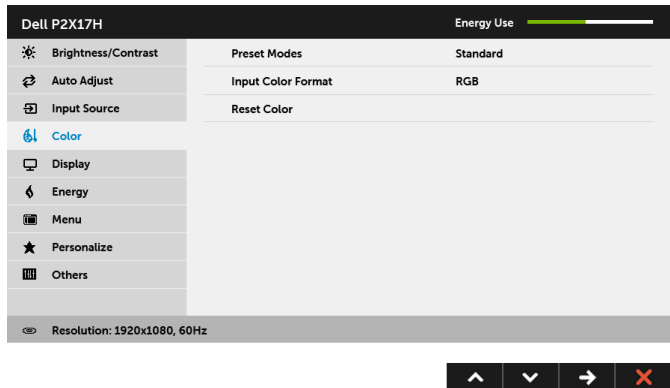 Dell P2X17H
Energy Use
Brightness/Contrast
Preset Modes
Standard
Auto Adjust
Input Color Format
RGB
Input Source
Reset Color
Color
Display
Energy
Menu
Personalize
Others
Resolution: 1920x1080, 60Hz